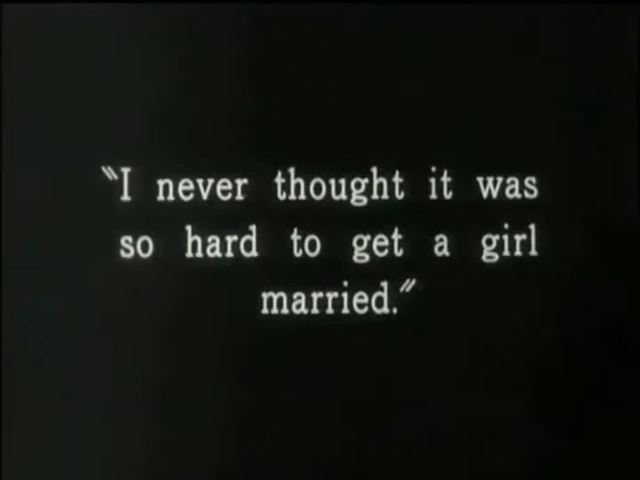 "I never thought it was
so hard to get a girl
married."